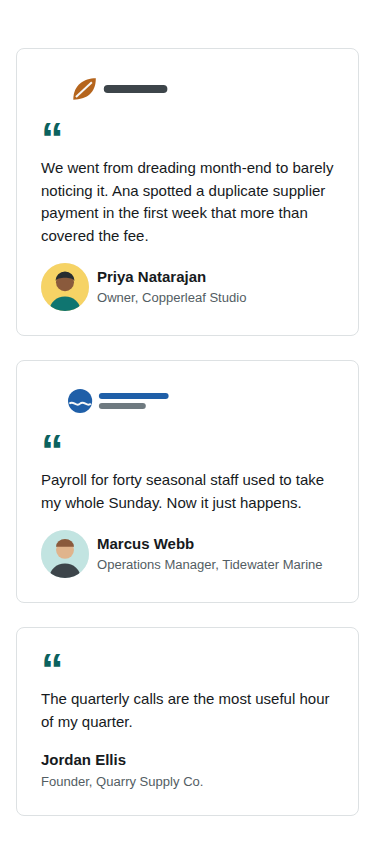 “
We went from dreading month-end to barely
noticing it. Ana spotted a duplicate supplier
payment in the first week that more than
covered the fee.
Priya Natarajan
Owner, Copperleaf Studio
“
Payroll for forty seasonal staff used to take
my whole Sunday. Now it just happens.
Marcus Webb
Operations Manager, Tidewater Marine
“
The quarterly calls are the most useful hour
of my quarter.
Jordan Ellis
Founder, Quarry Supply Co.